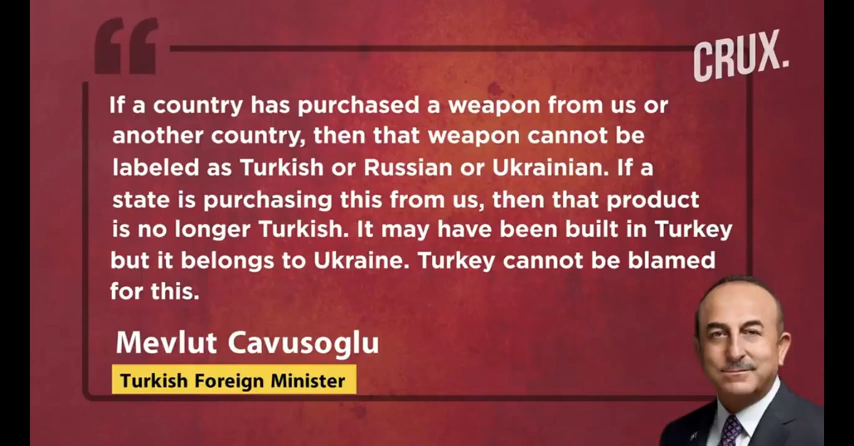 CRUX.
If a country has purchased a weapon from us or
another country, then that weapon cannot be
labeled as Turkish or Russian or Ukrainian. If a
state is purchasing this from us, then that product
is no longer Turkish. It may have been built in Turkey
but it belongs to Ukraine. Turkey cannot be blamed
for this.
Mevlut Cavusoglu
Turkish Foreign Minister